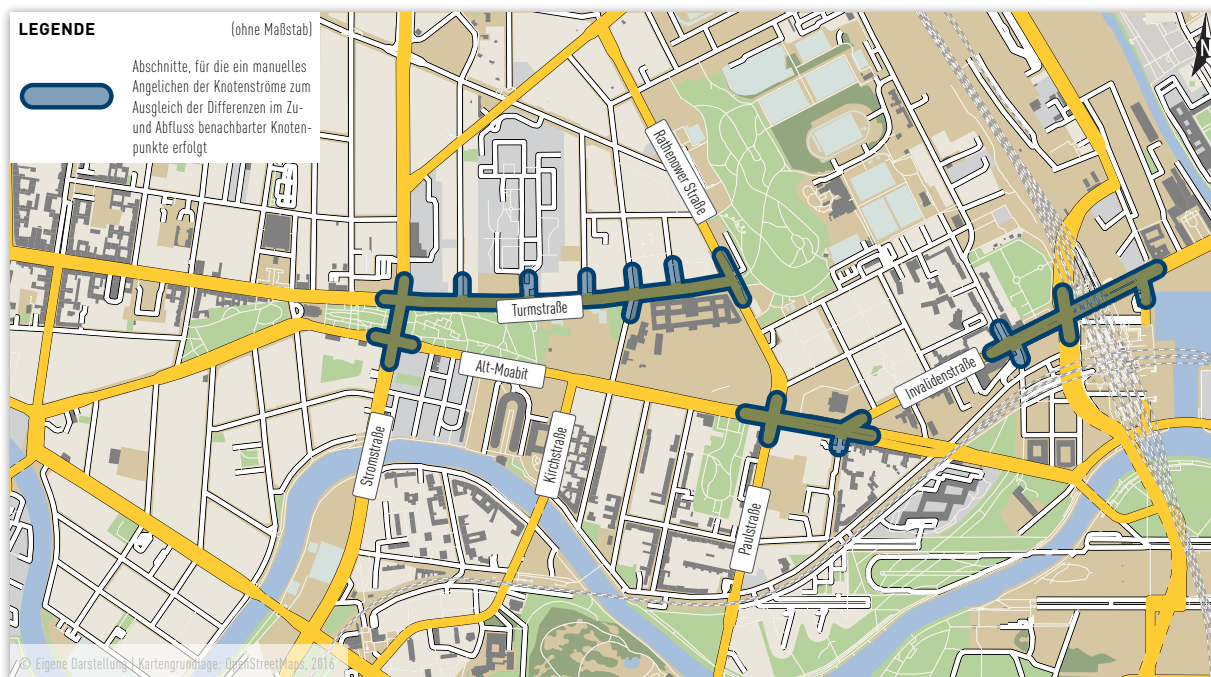 LEGENDE
(ohne Maßstab)
Abschnitte, für die ein manuelles
Angelichen der Knotenströme zum
Ausgleich der Differenzen im Zu-
und Abfluss benachbarter Knoten-
punkte erfolgt
N
Rathenower Straße
Turmstraße
Alt-Moabit
Invalidenstraße
Stromstraße
Kirchstraße
Paulstraße
© Eigene Darstellung | Kartengrundlage: OpenStreetMaps, 2016